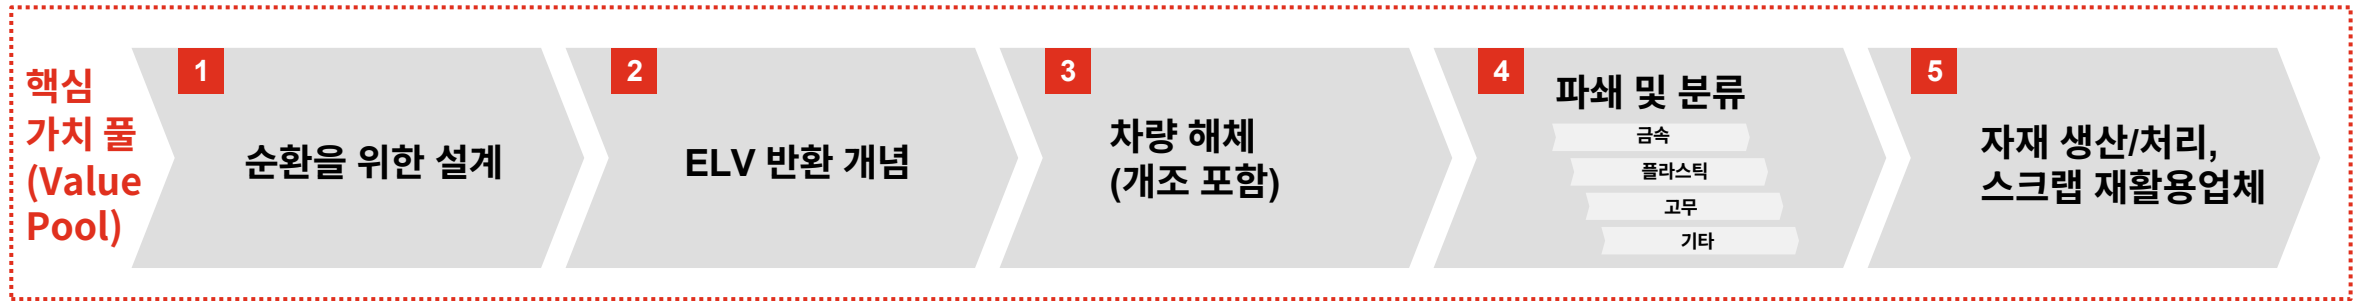 핵심
가치 풀
(Value
Pool)
1
순환을 위한 설계
2
ELV 반환 개념
3
차량 해체
(개조 포함)
4
파쇄 및 분류
금속
플라스틱
고무
기타
5
자재 생산/처리,
스크랩 재활용업체